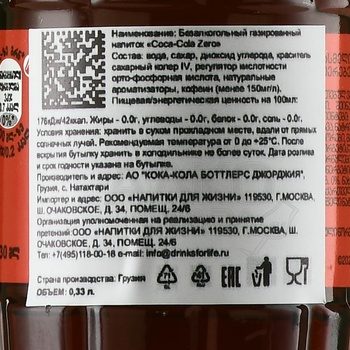 Наименование: Безалкогольный газированный
напиток «Coca-Cola Zero»
Состав: вода, сахар, диоксид углерода, краситель
сахарный колер IV, регулятор кислотности
орто-фосфорная кислота, натуральные
ароматизаторы, кофеин (менее 150мг/л).
Пищевая/энергетическая ценность на 100мл:
176кДж/42ккал. Жиры - 0.0г, углеводы - 0.0г, белок - 0.0г, соль - 0.0г.
Условия хранения: хранить в сухом прохладном месте, вдали от прямых
солнечных лучей. Рекомендуемая температура от 0 до +25°С. После
вскрытия бутылку хранить в холодильнике не более суток. Дата розлива
и срок годности указаны на бутылке.
Производитель и адрес: АО "КОКА-КОЛА БОТТЛЕРС ДЖОРДЖИЯ",
Грузия, с. Натахтари
Импортер и адрес: ООО «НАПИТКИ ДЛЯ ЖИЗНИ» 119530, Г.МОСКВА,
Ш. ОЧАКОВСКОЕ, Д. 34, ПОМЕЩ. 24/6
Организация уполномоченная на реализацию и принятие
претензий:ООО «НАПИТКИ ДЛЯ ЖИЗНИ» 119530, Г.МОСКВА, Ш.
ОЧАКОВСКОЕ, Д. 34, ПОМЕЩ. 24/6
Тел: +7(495)118-00-18 e-mail: info@drinksforlife.ru
Страна производитель: Грузия
ОБЪЕМ: 0,33 л.
EAC